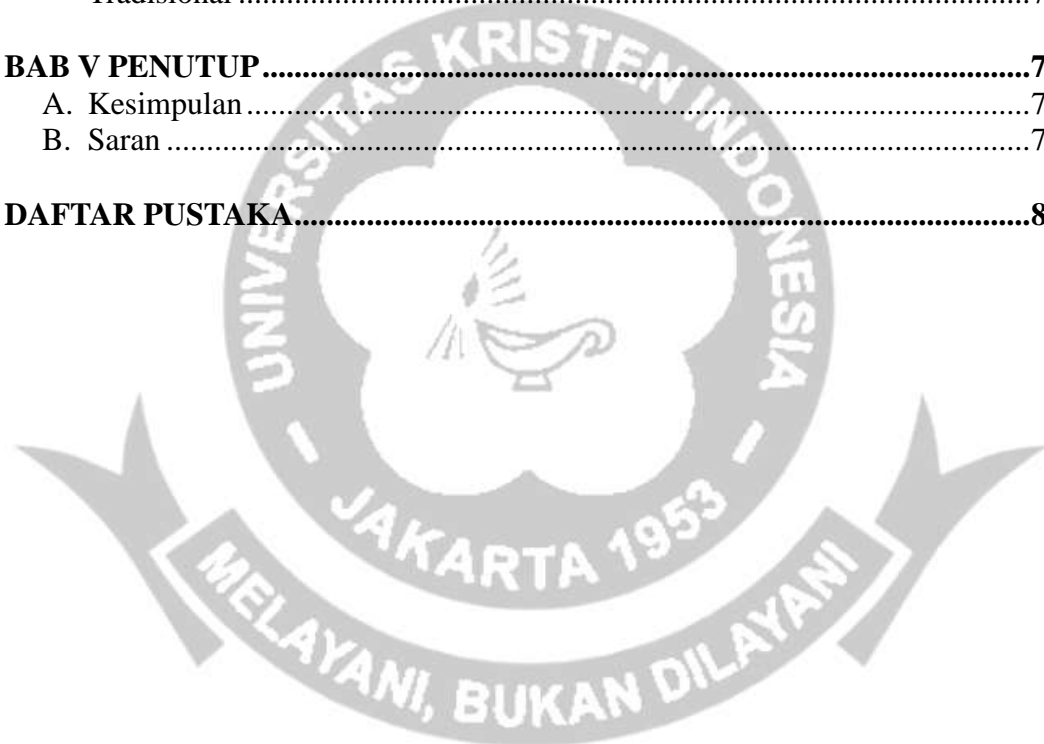 Tradisional ........................................................................................................7
BAB V PENUTUP................................................................................................7
A. Kesimpulan ......................................................................................................7
B. Saran .................................................................................................................7
DAFTAR PUSTAKA...........................................................................................8
UNIVERSITAS KRISTEN INDONESIA
JAKARTA 1953
MELAYANI, BUKAN DILAYANI